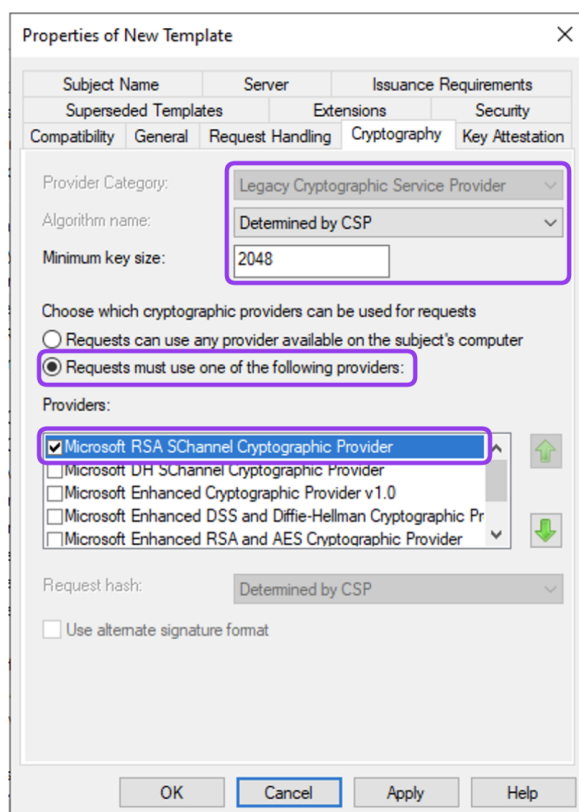 Properties of New Template
Subject Name Server Issuance Requirements
Superseded Templates Extensions Security
Compatibility General Request Handling Cryptography Key Attestation
Provider Category: Legacy Cryptographic Service Provider
Algorithm name: Determined by CSP
Minimum key size: 2048
Choose which cryptographic providers can be used for requests
Requests can use any provider available on the subject's computer
Requests must use one of the following providers:
Providers:
Microsoft RSA SChannel Cryptographic Provider
Microsoft DH SChannel Cryptographic Provider
Microsoft Enhanced Cryptographic Provider v1.0
Microsoft Enhanced DSS and Diffie-Hellman Cryptographic Pr
Microsoft Enhanced RSA and AES Cryptographic Provider
Request hash: Determined by CSP
Use alternate signature format
OK Cancel Apply Help